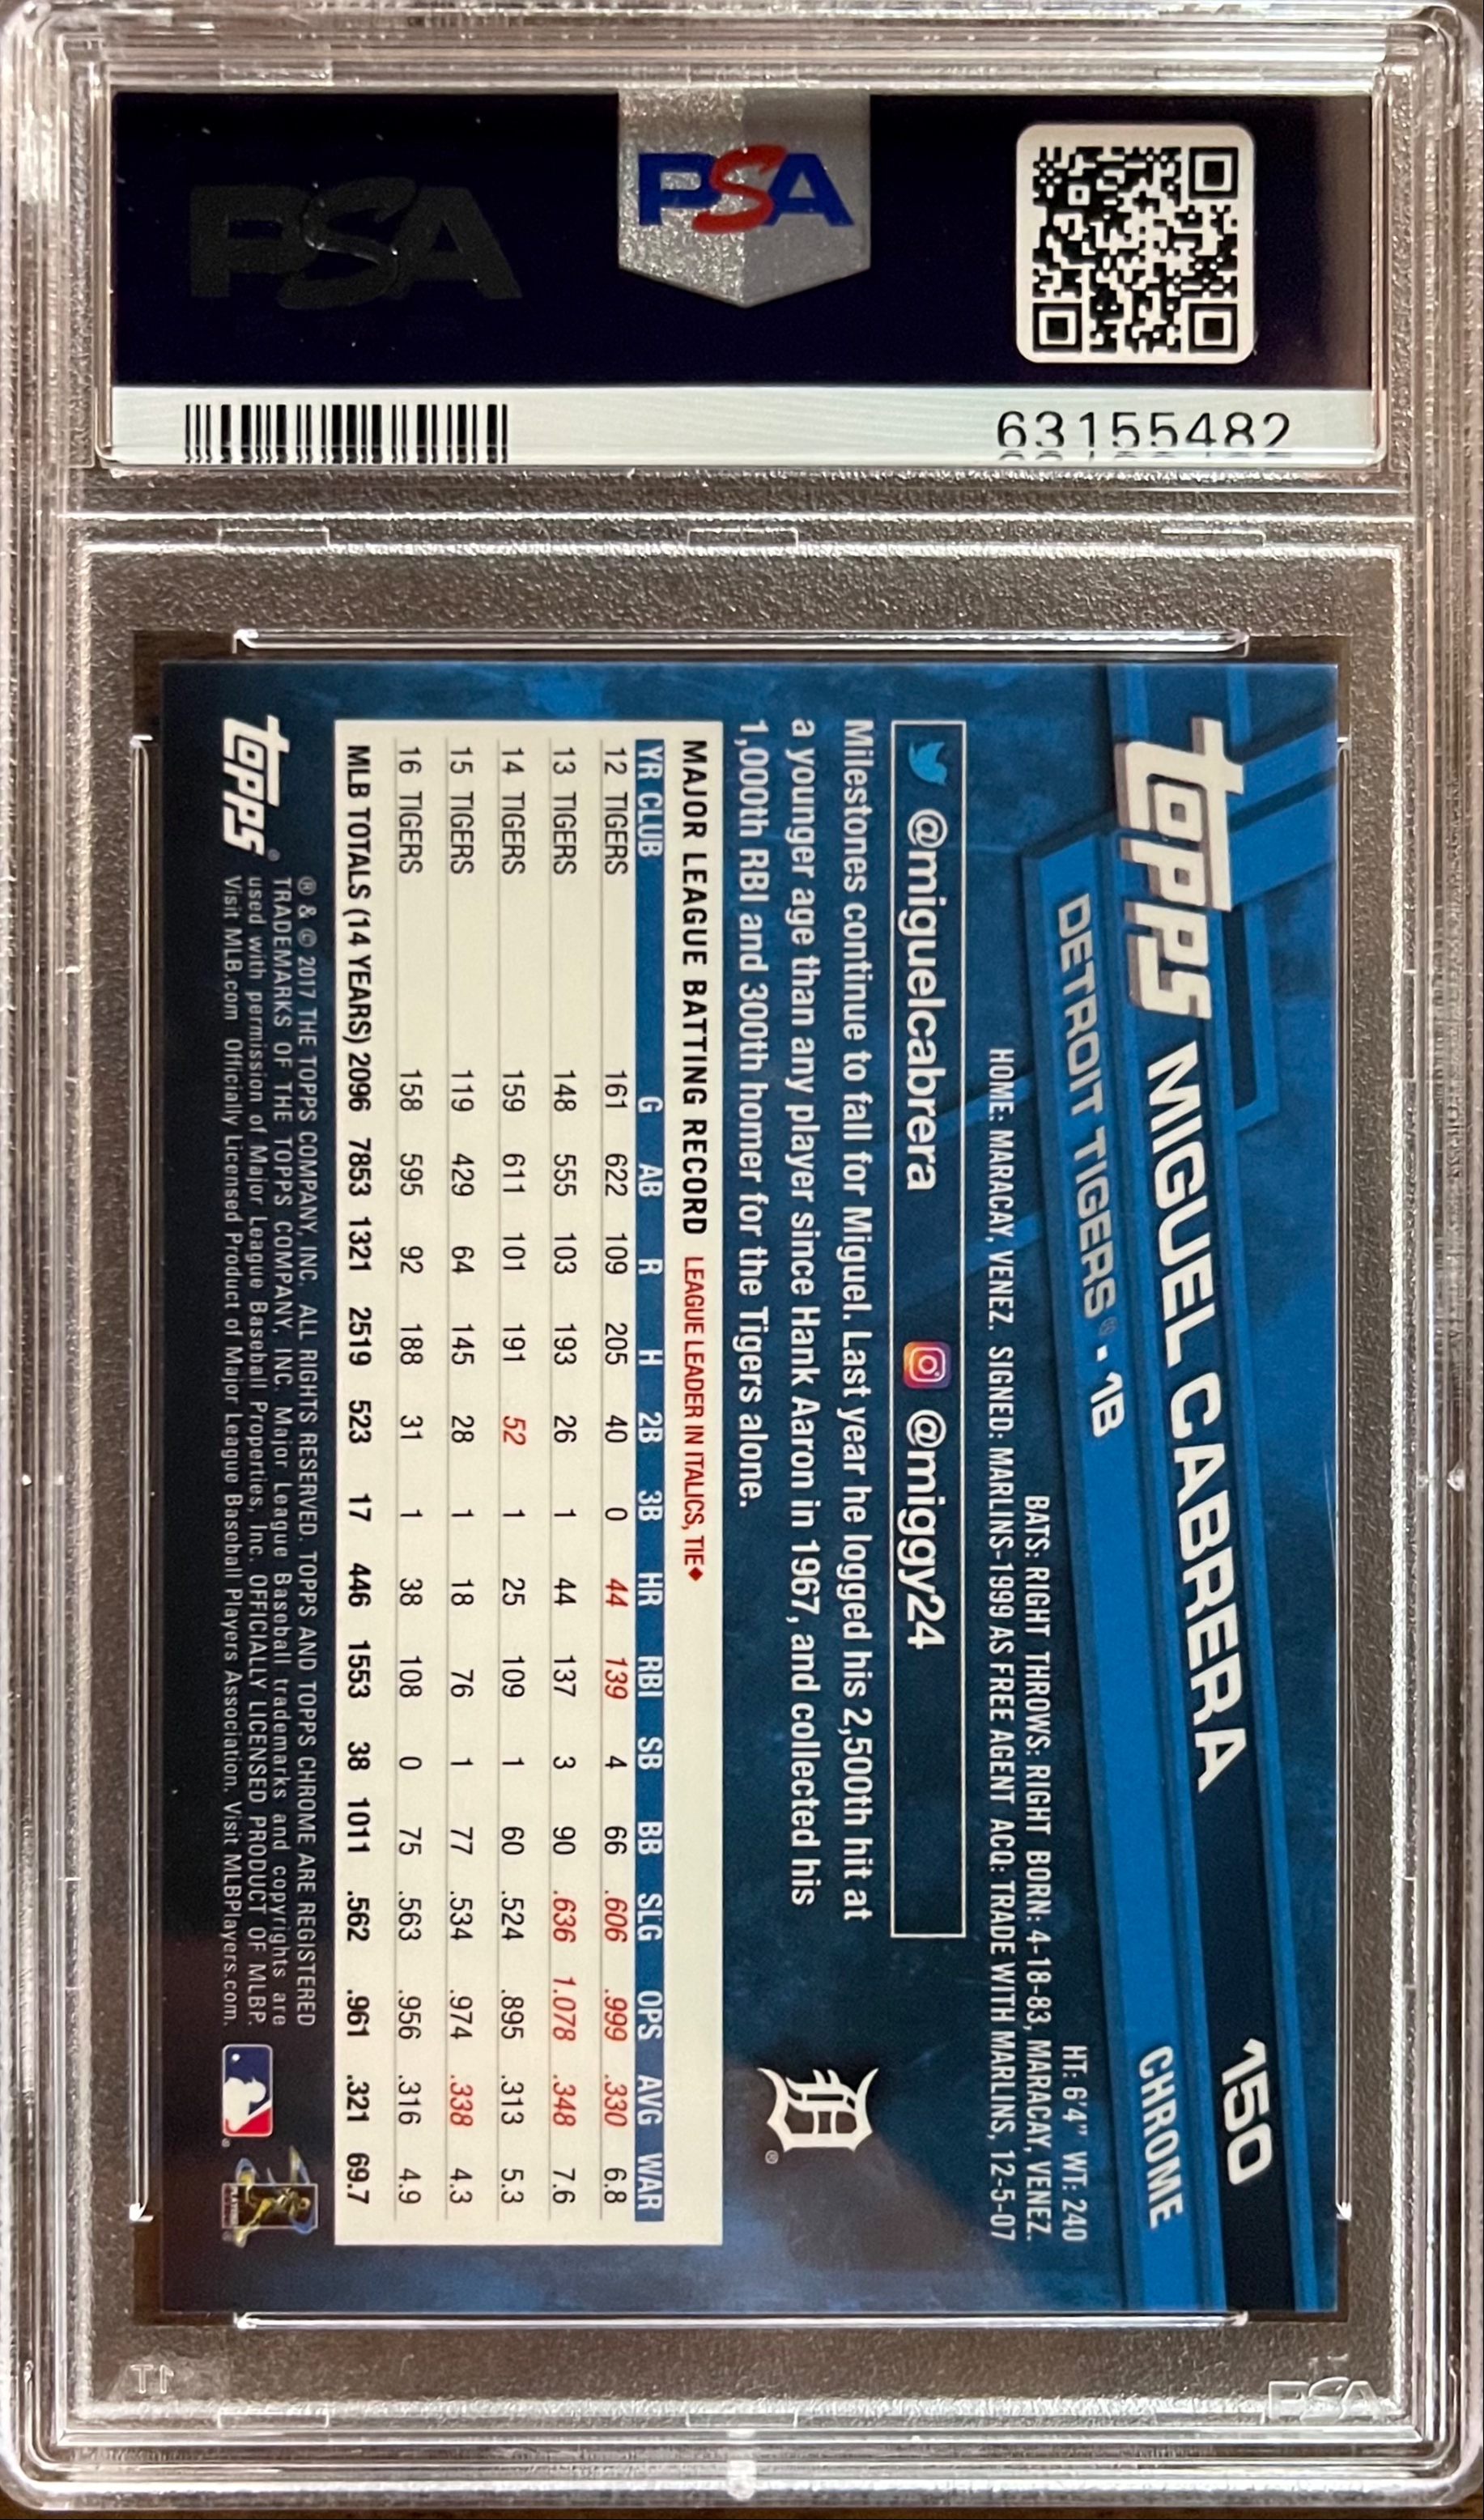 PSA
PSA
63155482
topps MIGUEL CABRERA 150
DETROIT TIGERS® • 1B CHROME
HT: 6'4" WT: 240
BATS: RIGHT THROWS: RIGHT BORN: 4-18-83, MARACAY, VENEZ.
HOME: MARACAY, VENEZ. SIGNED: MARLINS-1999 AS FREE AGENT ACQ: TRADE WITH MARLINS, 12-5-07
@miguelcabrera @miggy24
Milestones continue to fall for Miguel. Last year he logged his 2,500th hit at
a younger age than any player since Hank Aaron in 1967, and collected his
1,000th RBI and 300th homer for the Tigers alone.
MAJOR LEAGUE BATTING RECORD LEAGUE LEADER IN ITALICS, TIE♦
YR CLUB G AB R H 2B 3B HR RBI SB BB SLG OPS AVG WAR
12 TIGERS 161 622 109 205 40 0 44 139 4 66 .606 .999 .330 6.8
13 TIGERS 148 555 103 193 26 1 44 137 3 90 .636 1.078 .348 7.6
14 TIGERS 159 611 101 191 52 1 25 109 1 60 .524 .895 .313 5.3
15 TIGERS 119 429 64 145 28 1 18 76 1 77 .534 .974 .338 4.3
16 TIGERS 158 595 92 188 31 1 38 108 0 75 .563 .956 .316 4.9
MLB TOTALS (14 YEARS) 2096 7853 1321 2519 523 17 446 1553 38 1011 .562 .961 .321 69.7
topps®
® & © 2017 THE TOPPS COMPANY, INC. ALL RIGHTS RESERVED. TOPPS AND TOPPS CHROME ARE REGISTERED
TRADEMARKS OF THE TOPPS COMPANY, INC. Major League Baseball trademarks and copyrights are
used with permission of Major League Baseball Properties, Inc. OFFICIALLY LICENSED PRODUCT OF MLBP.
Visit MLB.com Officially Licensed Product of Major League Baseball Players Association. Visit MLBPlayers.com.
PSA